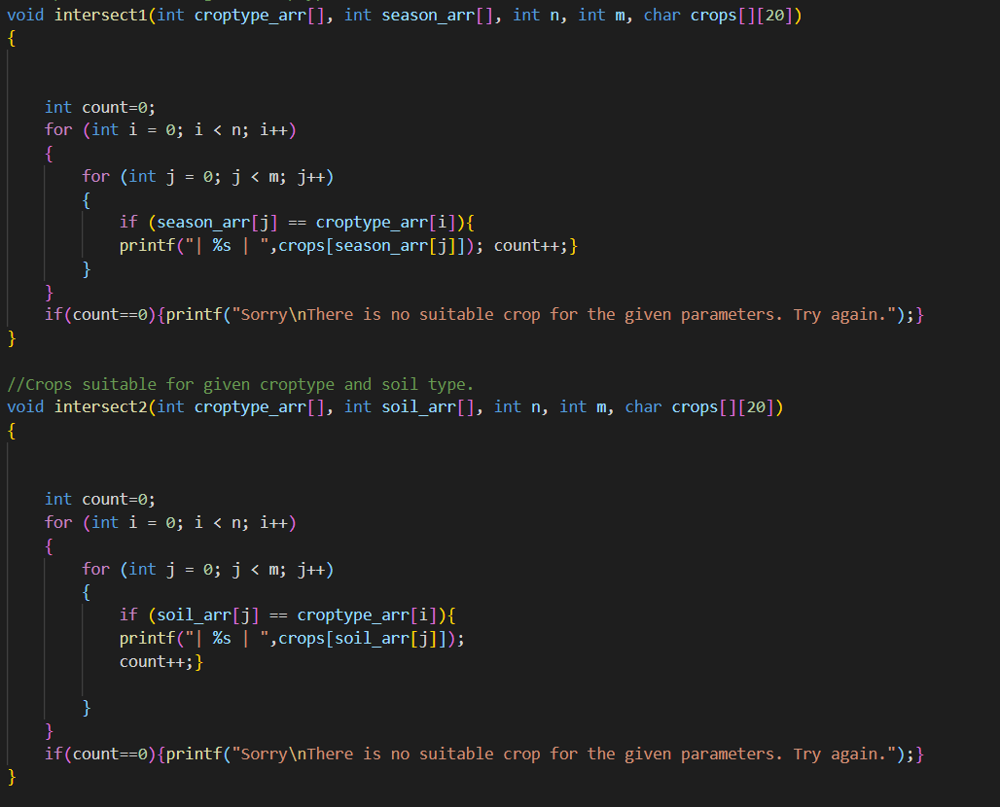 void intersect1(int croptype_arr[], int season_arr[], int n, int m, char crops[][20])
{
int count=0;
for (int i = 0; i < n; i++)
{
for (int j = 0; j < m; j++)
{
if (season_arr[j] == croptype_arr[i]){
printf("| %s | ",crops[season_arr[j]]); count++;}
}
}
if(count==0){printf("Sorry\nThere is no suitable crop for the given parameters. Try again.");}
}
//Crops suitable for given croptype and soil type.
void intersect2(int croptype_arr[], int soil_arr[], int n, int m, char crops[][20])
{
int count=0;
for (int i = 0; i < n; i++)
{
for (int j = 0; j < m; j++)
{
if (soil_arr[j] == croptype_arr[i]){
printf("| %s | ",crops[soil_arr[j]]);
count++;}
}
}
if(count==0){printf("Sorry\nThere is no suitable crop for the given parameters. Try again.");}
}